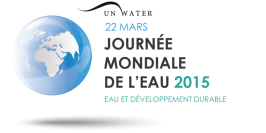 UN WATER
22 MARS
JOURNÉE
MONDIALE
DE L'EAU 2015
EAU ET DÉVELOPPEMENT DURABLE